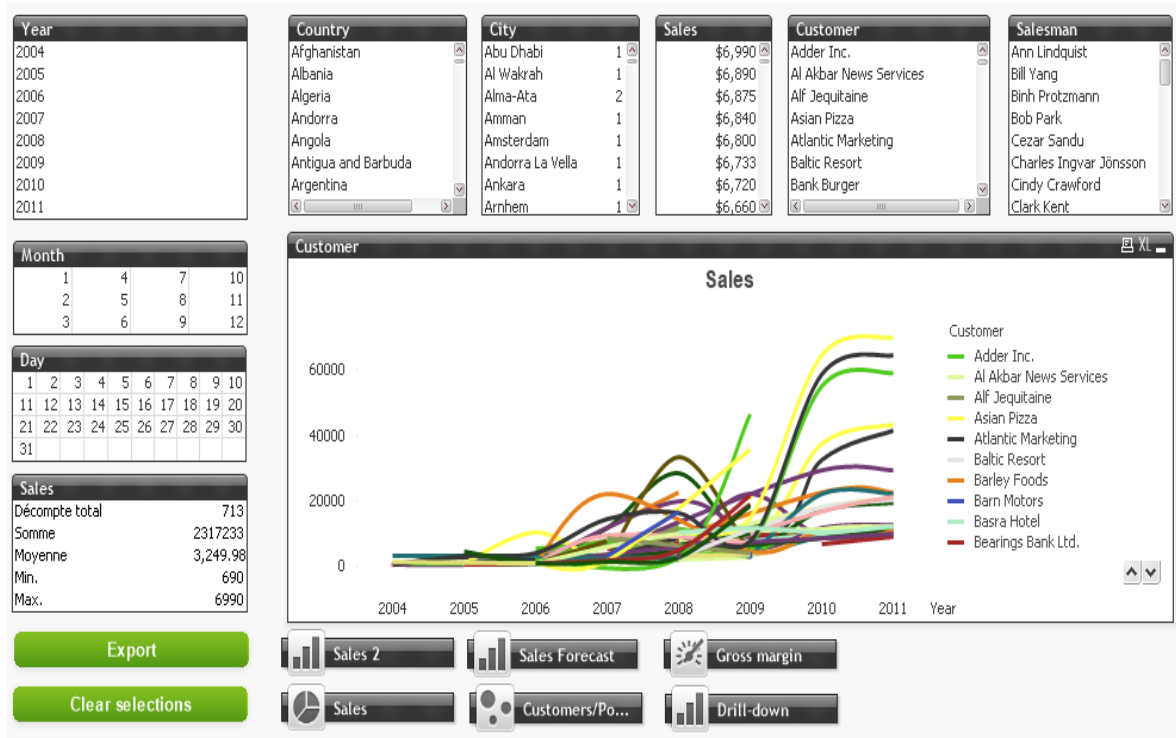 Year
2004
2005
2006
2007
2008
2009
2010
2011
Country
Afghanistan
Albania
Algeria
Andorra
Angola
Antigua and Barbuda
Argentina
City
Abu Dhabi 1
Al Wakrah 1
Alma-Ata 2
Amman 1
Amsterdam 1
Andorra La Vella 1
Ankara 1
Arnhem 1
Sales
$6,990
$6,890
$6,875
$6,840
$6,800
$6,733
$6,720
$6,660
Customer
Adder Inc.
Al Akbar News Services
Alf Jequitaine
Asian Pizza
Atlantic Marketing
Baltic Resort
Bank Burger
Salesman
Ann Lindquist
Bill Yang
Binh Protzmann
Bob Park
Cezar Sandu
Charles Ingvar Jönsson
Cindy Crawford
Clark Kent
Month
1 4 7 10
2 5 8 11
3 6 9 12
Day
1 2 3 4 5 6 7 8 9 10
11 12 13 14 15 16 17 18 19 20
21 22 23 24 25 26 27 28 29 30
31
Sales
Décompte total 713
Somme 2317233
Moyenne 3,249.98
Min. 690
Max. 6990
Export
Clear selections
Customer XL
Sales
60000
40000
20000
0
2004 2005 2006 2007 2008 2009 2010 2011 Year
Customer
Adder Inc.
Al Akbar News Services
Alf Jequitaine
Asian Pizza
Atlantic Marketing
Baltic Resort
Barley Foods
Barn Motors
Basra Hotel
Bearings Bank Ltd.
Sales 2
Sales Forecast
Gross margin
Sales
Customers/Po...
Drill-down